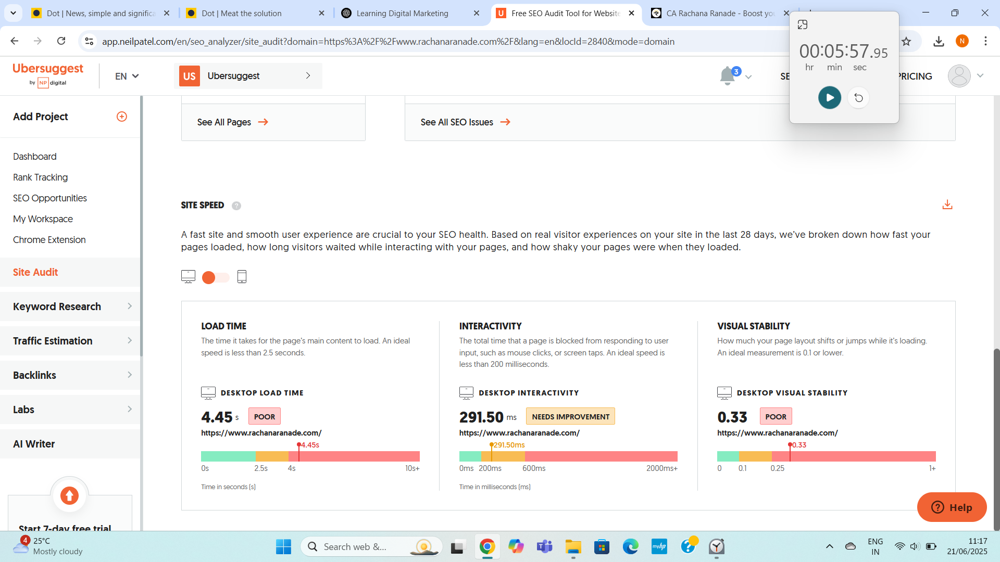 Dot | News, simple and significa
Dot | Meat the solution
Learning Digital Marketing
Free SEO Audit Tool for Website
CA Rachana Ranade - Boost yo
app.neilpatel.com/en/seo_analyzer/site_audit?domain=https%3A%2F%2Fwww.rachanaranade.com%2F&lang=en&locId=2840&mode=domain
N
00:05:57.95
hr min sec
Ubersuggest
by NP digital
EN
US Ubersuggest
3
SE
PRICING
Add Project
Dashboard
Rank Tracking
SEO Opportunities
My Workspace
Chrome Extension
Site Audit
Keyword Research
Traffic Estimation
Backlinks
Labs
AI Writer
Start 7-day free trial
See All Pages
See All SEO Issues
SITE SPEED ?
A fast site and smooth user experience are crucial to your SEO health. Based on real visitor experiences on your site in the last 28 days, we’ve broken down how fast your
pages loaded, how long visitors waited while interacting with your pages, and how shaky your pages were when they loaded.
LOAD TIME
The time it takes for the page’s main content to load. An ideal
speed is less than 2.5 seconds.
DESKTOP LOAD TIME
4.45 s POOR
https://www.rachanaranade.com/
4.45s
0s 2.5s 4s 10s+
Time in seconds (s)
INTERACTIVITY
The total time that a page is blocked from responding to user
input, such as mouse clicks, or screen taps. An ideal speed is
less than 200 milliseconds.
DESKTOP INTERACTIVITY
291.50 ms NEEDS IMPROVEMENT
https://www.rachanaranade.com/
291.50ms
0ms 200ms 600ms 2000ms+
Time in milliseconds (ms)
VISUAL STABILITY
How much your page layout shifts or jumps while it’s loading.
An ideal measurement is 0.1 or lower.
DESKTOP VISUAL STABILITY
0.33 POOR
https://www.rachanaranade.com/
0.33
0 0.1 0.25 1+
? Help
4
25°C
Mostly cloudy
Search web &...
myhp
ENG
IN
11:17
21/06/2025